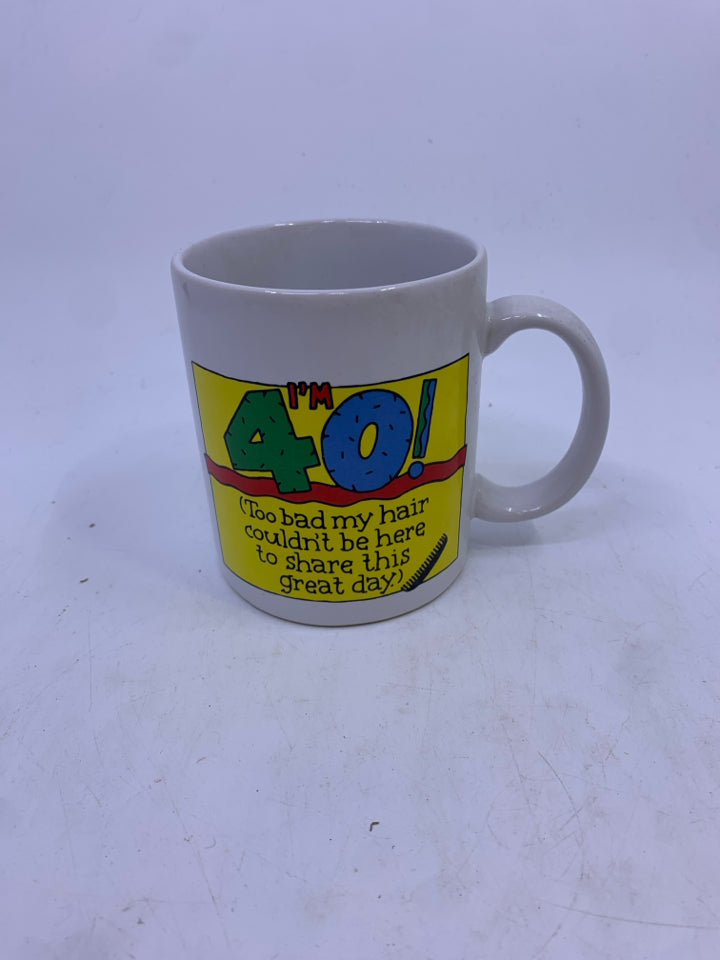 I'M
40!
(Too bad my hair
couldn't be here
to share this
great day.)